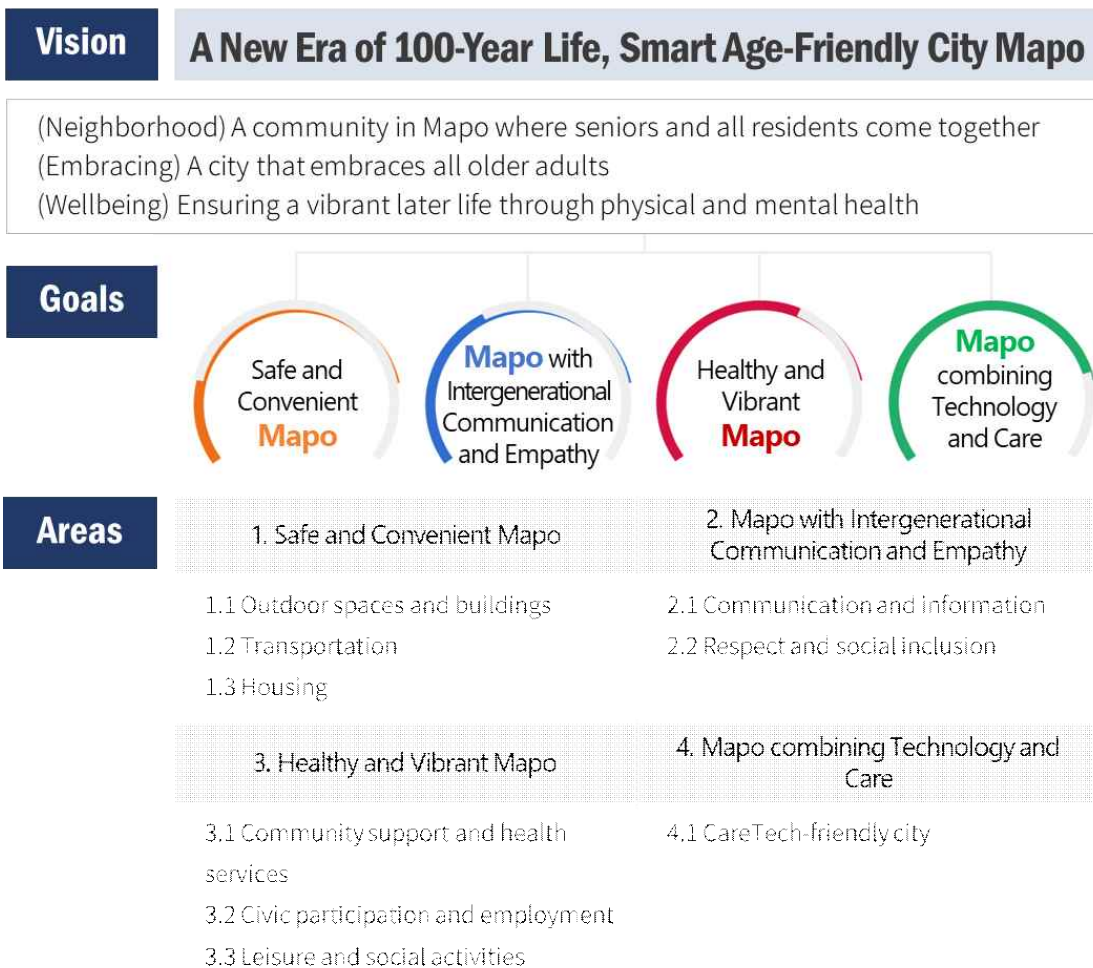 Vision
A New Era of 100-Year Life, Smart Age-Friendly City Mapo
(Neighborhood) A community in Mapo where seniors and all residents come together
(Embracing) A city that embraces all older adults
(Wellbeing) Ensuring a vibrant later life through physical and mental health
Goals
Safe and
Convenient
Mapo
Mapo with
Intergenerational
Communication
and Empathy
Healthy and
Vibrant
Mapo
Mapo
combining
Technology
and Care
Areas
1. Safe and Convenient Mapo
2. Mapo with Intergenerational
Communication and Empathy
1.1 Outdoor spaces and buildings
1.2 Transportation
1.3 Housing
2.1 Communication and information
2.2 Respect and social inclusion
3. Healthy and Vibrant Mapo
4. Mapo combining Technology and
Care
3.1 Community support and health
services
3.2 Civic participation and employment
3.3 Leisure and social activities
4.1 CareTech-friendly city